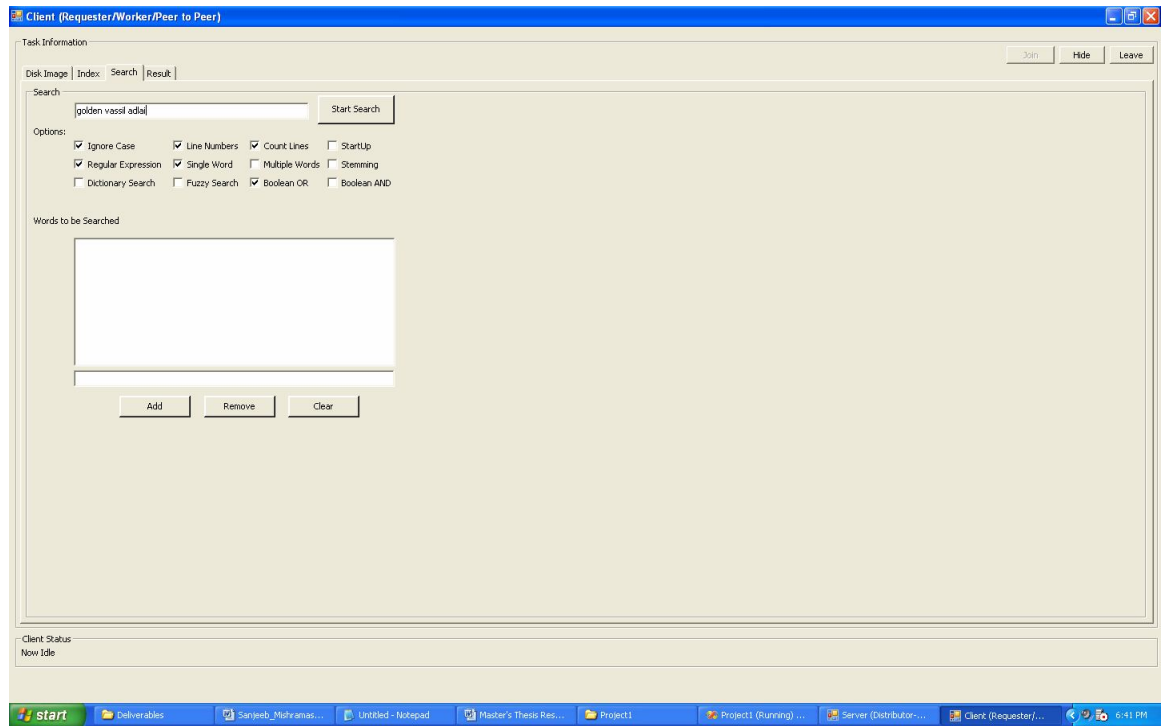 Client (Requester/Worker/Peer to Peer)
Task Information
Join Hide Leave
Disk Image Index Search Result
Search
golden vassil adlai Start Search
Options:
Ignore Case Line Numbers Count Lines StartUp
Regular Expression Single Word Multiple Words Stemming
Dictionary Search Fuzzy Search Boolean OR Boolean AND
Words to be Searched
Add Remove Clear
Client Status
Now Idle
start Deliverables Sanjeeb_Mishramas... Untitled - Notepad Master's Thesis Res... Project1 Project1 (Running) ... Server (Distributor-... Client (Requester/... 6:41 PM